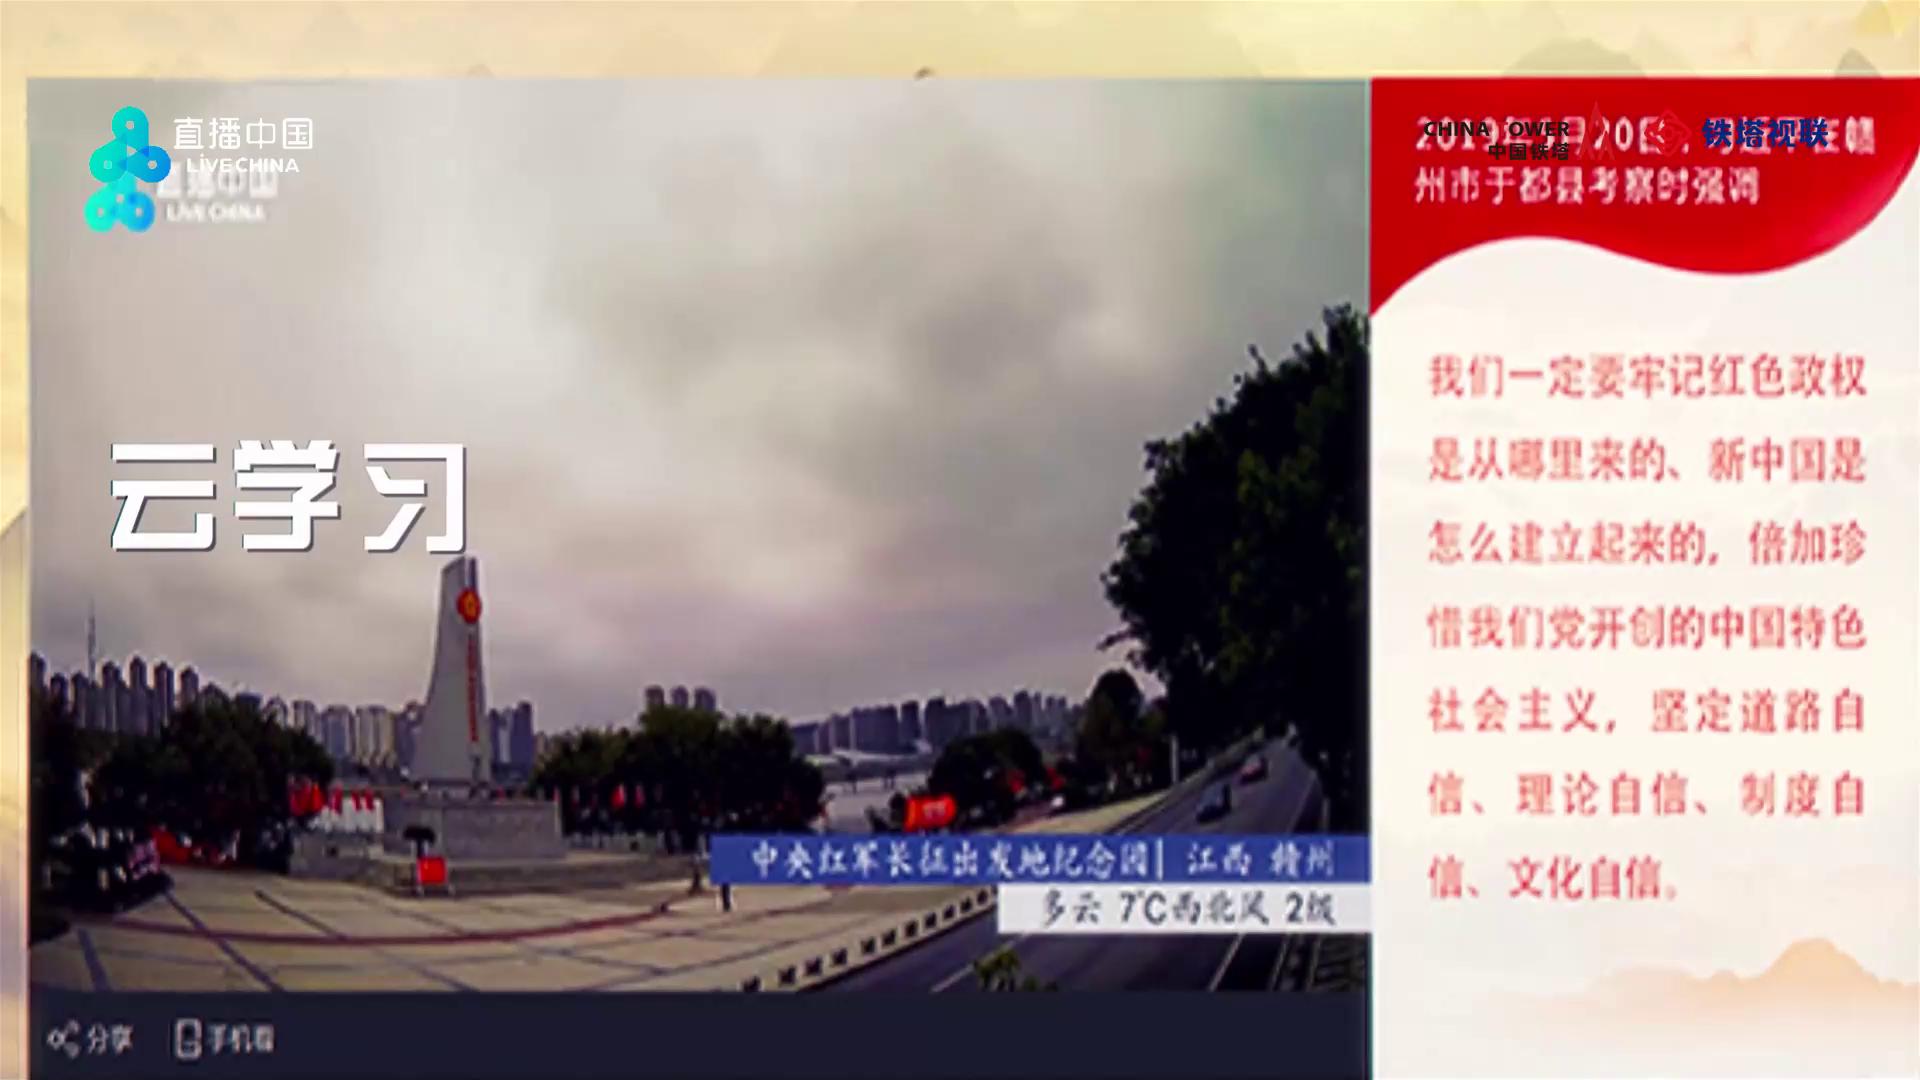 直播中国
LiVECHINA
直播中国
LIVE CHINA
云学习
中央红军长征出发地纪念园| 江西 赣州
多云 7℃西北风 2级
分享
手机看
CHINA TOWER
中国铁塔
铁塔视联
州市于都县考察时强调
我们一定要牢记红色政权
是从哪里来的、新中国是
怎么建立起来的，倍加珍
惜我们党开创的中国特色
社会主义，坚定道路自
信、理论自信、制度自
信、文化自信。